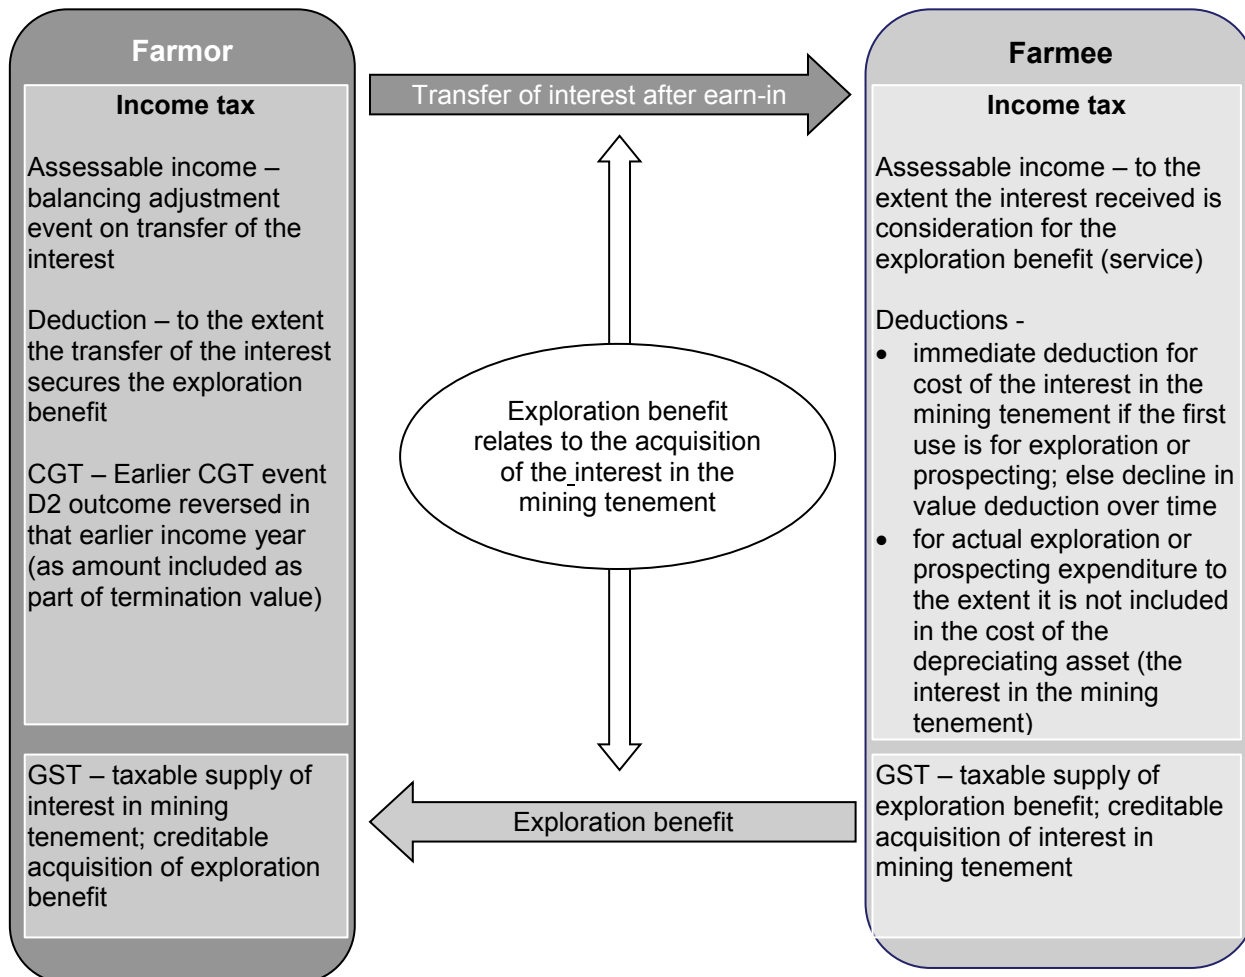 Farmor
Income tax
Assessable income –
balancing adjustment
event on transfer of the
interest
Deduction – to the extent
the transfer of the interest
secures the exploration
benefit
CGT – Earlier CGT event
D2 outcome reversed in
that earlier income year
(as amount included as
part of termination value)
GST – taxable supply of
interest in mining
tenement; creditable
acquisition of exploration
benefit
Transfer of interest after earn-in
Exploration benefit
relates to the acquisition
of the interest in the
mining tenement
Exploration benefit
Farmee
Income tax
Assessable income – to the
extent the interest received is
consideration for the
exploration benefit (service)
Deductions -
• immediate deduction for
cost of the interest in the
mining tenement if the first
use is for exploration or
prospecting; else decline in
value deduction over time
• for actual exploration or
prospecting expenditure to
the extent it is not included
in the cost of the
depreciating asset (the
interest in the mining
tenement)
GST – taxable supply of
exploration benefit; creditable
acquisition of interest in
mining tenement